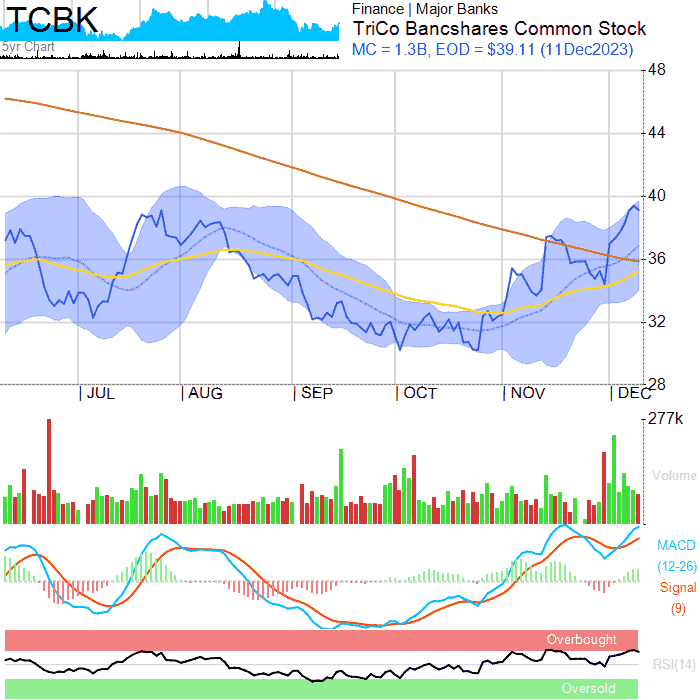 TCBK
5yr Chart
Finance | Major Banks
TriCo Bancshares Common Stock
MC = 1.3B, EOD = $39.11 (11Dec2023)
48
44
40
36
32
28
| JUL | AUG | SEP | OCT | NOV | DEC
277k
Volume
MACD
(12-26)
Signal
(9)
Overbought
RSI(14)
Oversold